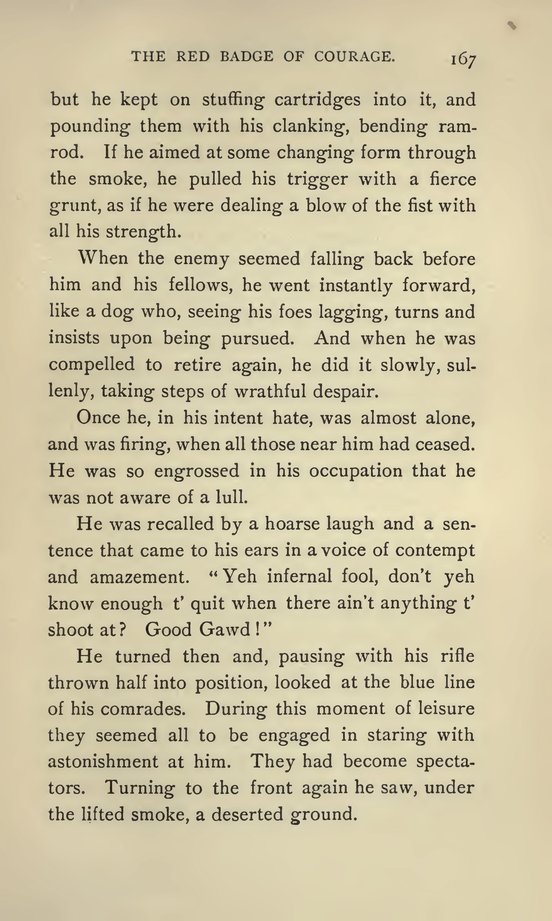 THE RED BADGE OF COURAGE. 167
but he kept on stuffing cartridges into it, and
pounding them with his clanking, bending ram-
rod. If he aimed at some changing form through
the smoke, he pulled his trigger with a fierce
grunt, as if he were dealing a blow of the fist with
all his strength.
When the enemy seemed falling back before
him and his fellows, he went instantly forward,
like a dog who, seeing his foes lagging, turns and
insists upon being pursued. And when he was
compelled to retire again, he did it slowly, sul-
lenly, taking steps of wrathful despair.
Once he, in his intent hate, was almost alone,
and was firing, when all those near him had ceased.
He was so engrossed in his occupation that he
was not aware of a lull.
He was recalled by a hoarse laugh and a sen-
tence that came to his ears in a voice of contempt
and amazement. "Yeh infernal fool, don't yeh
know enough t' quit when there ain't anything t'
shoot at? Good Gawd!"
He turned then and, pausing with his rifle
thrown half into position, looked at the blue line
of his comrades. During this moment of leisure
they seemed all to be engaged in staring with
astonishment at him. They had become specta-
tors. Turning to the front again he saw, under
the lifted smoke, a deserted ground.